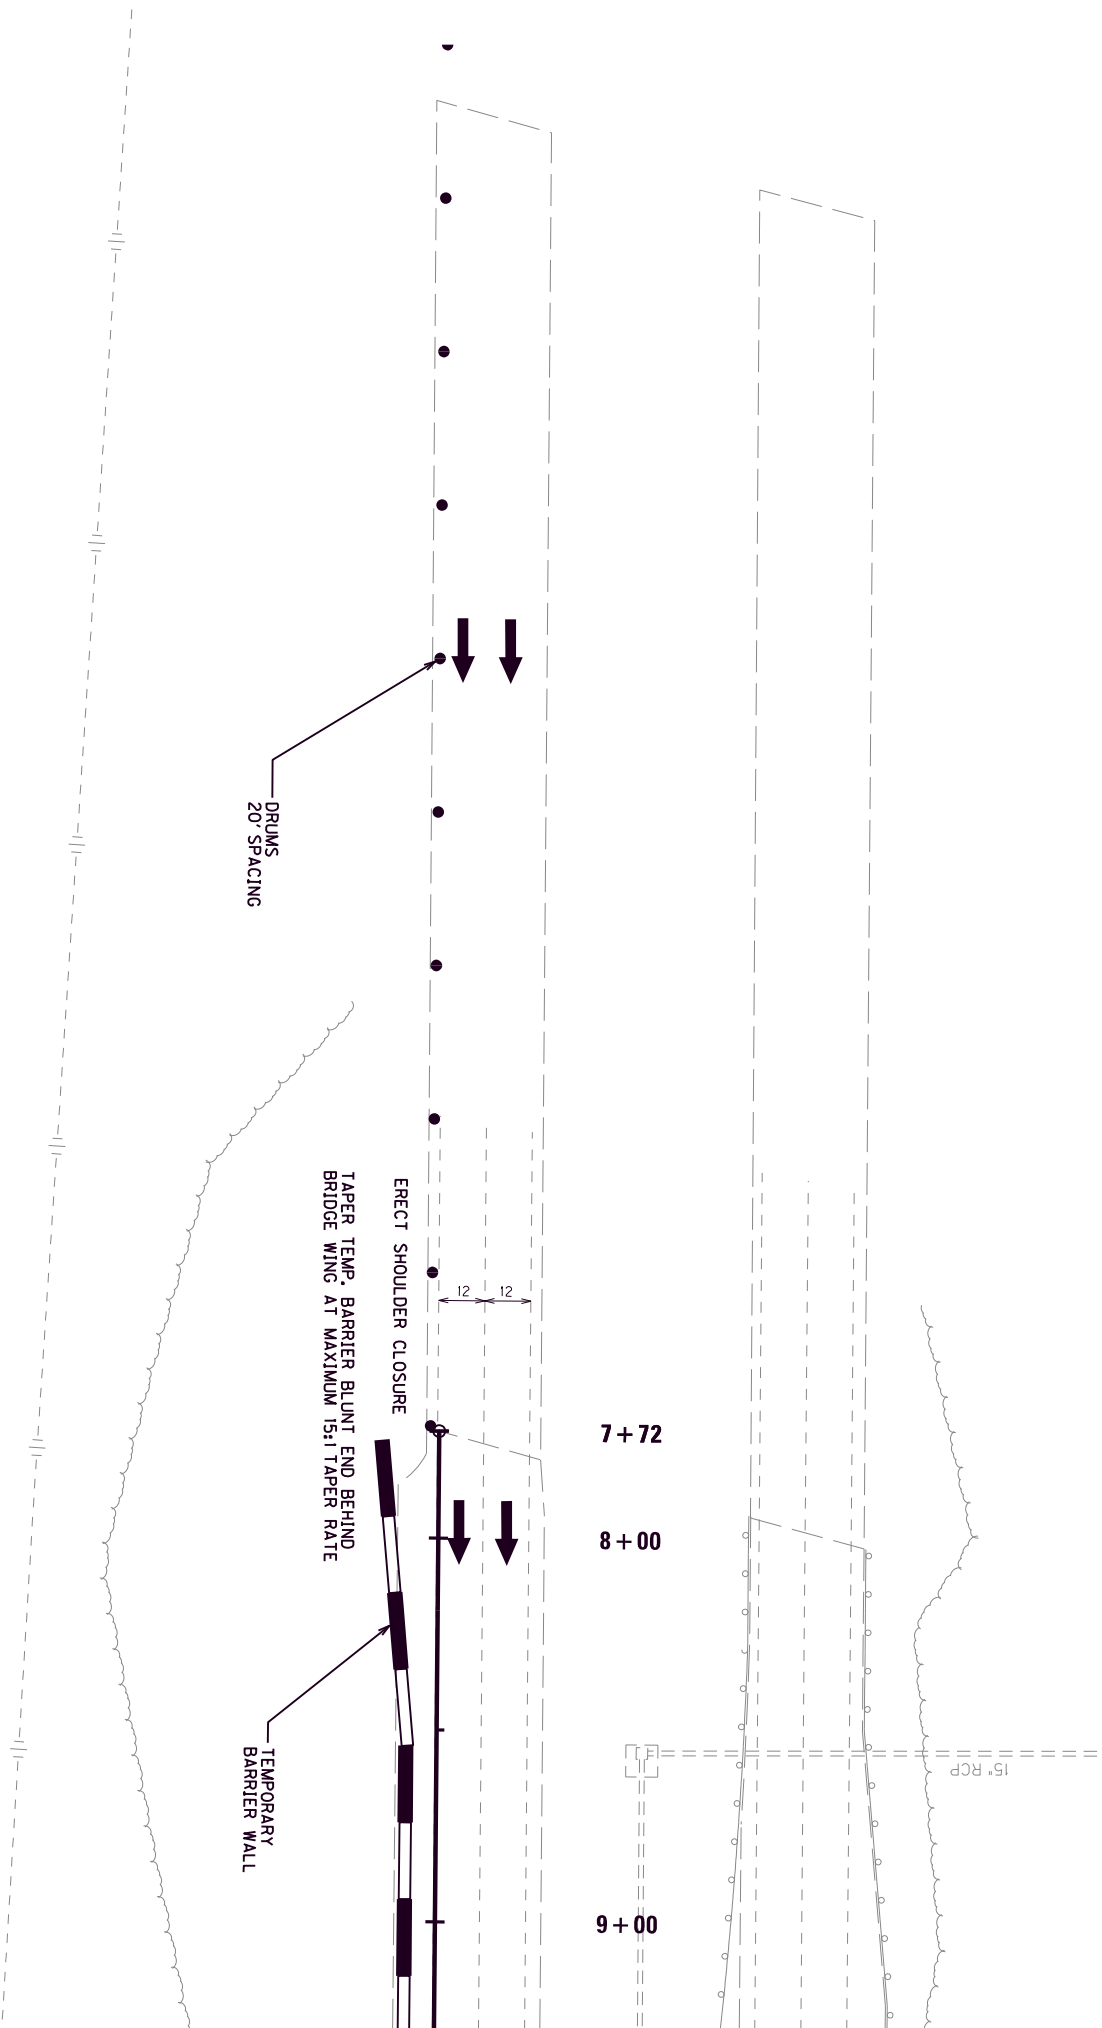 DRUMS
20' SPACING
ERECT SHOULDER CLOSURE
TAPER TEMP. BARRIER BLUNT END BEHIND
BRIDGE WING AT MAXIMUM 15:1 TAPER RATE
12
12
7+72
8+00
TEMPORARY
BARRIER WALL
15" RCP
9+00